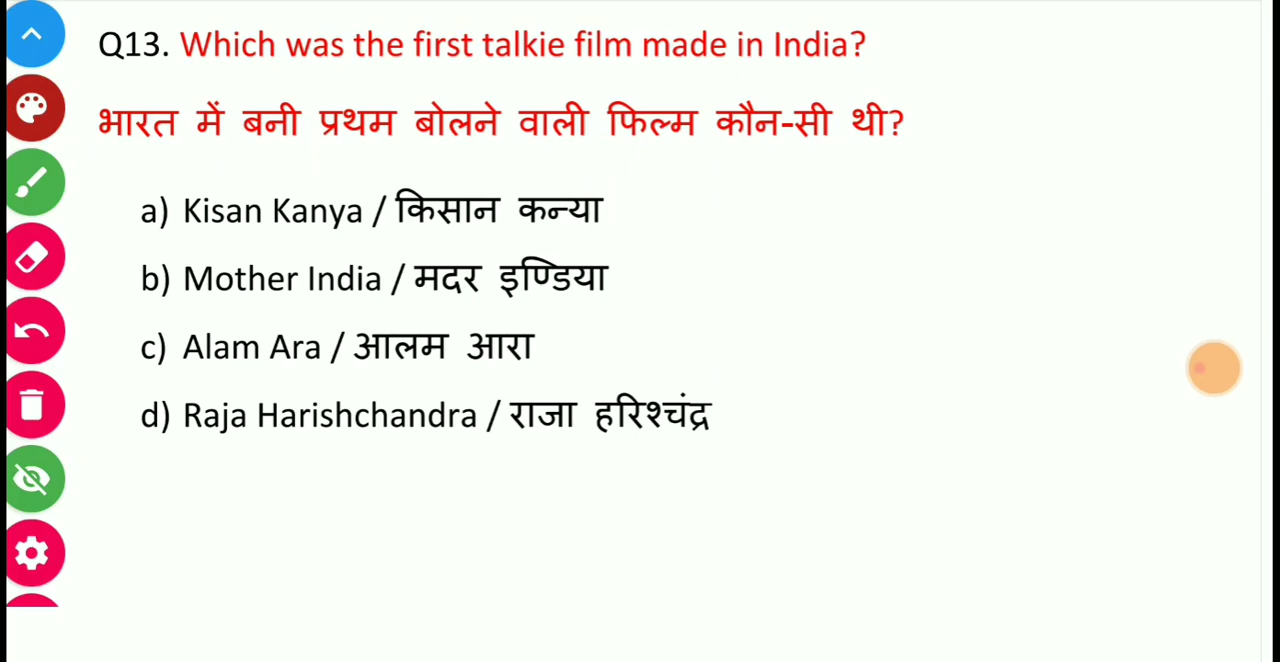 Q13. Which was the first talkie film made in India?
भारत में बनी प्रथम बोलने वाली फिल्म कौन-सी थी?
a) Kisan Kanya / किसान कन्या
b) Mother India / मदर इण्डिया
c) Alam Ara / आलम आरा
d) Raja Harishchandra / राजा हरिश्चंद्र